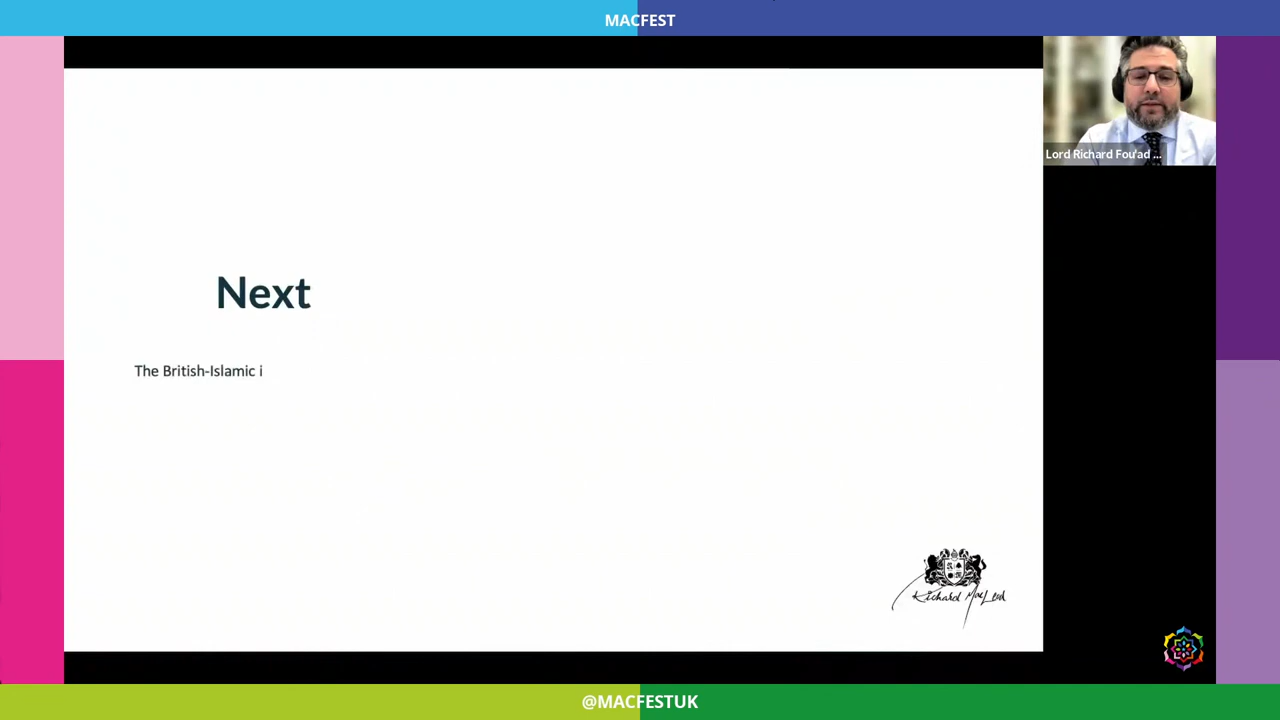 MACFEST
Lord Richard Fou'ad ...
Next
The British-Islamic i
Richard MacLeod
@MACFESTUK